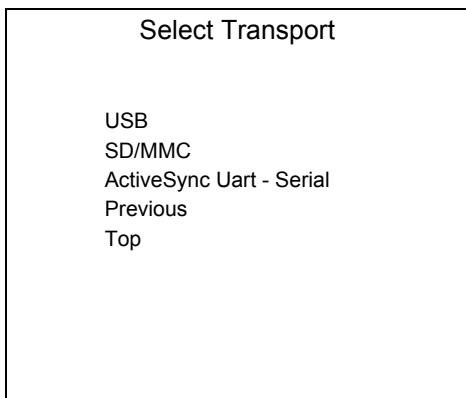 Select Transport
USB
SD/MMC
ActiveSync Uart - Serial
Previous
Top